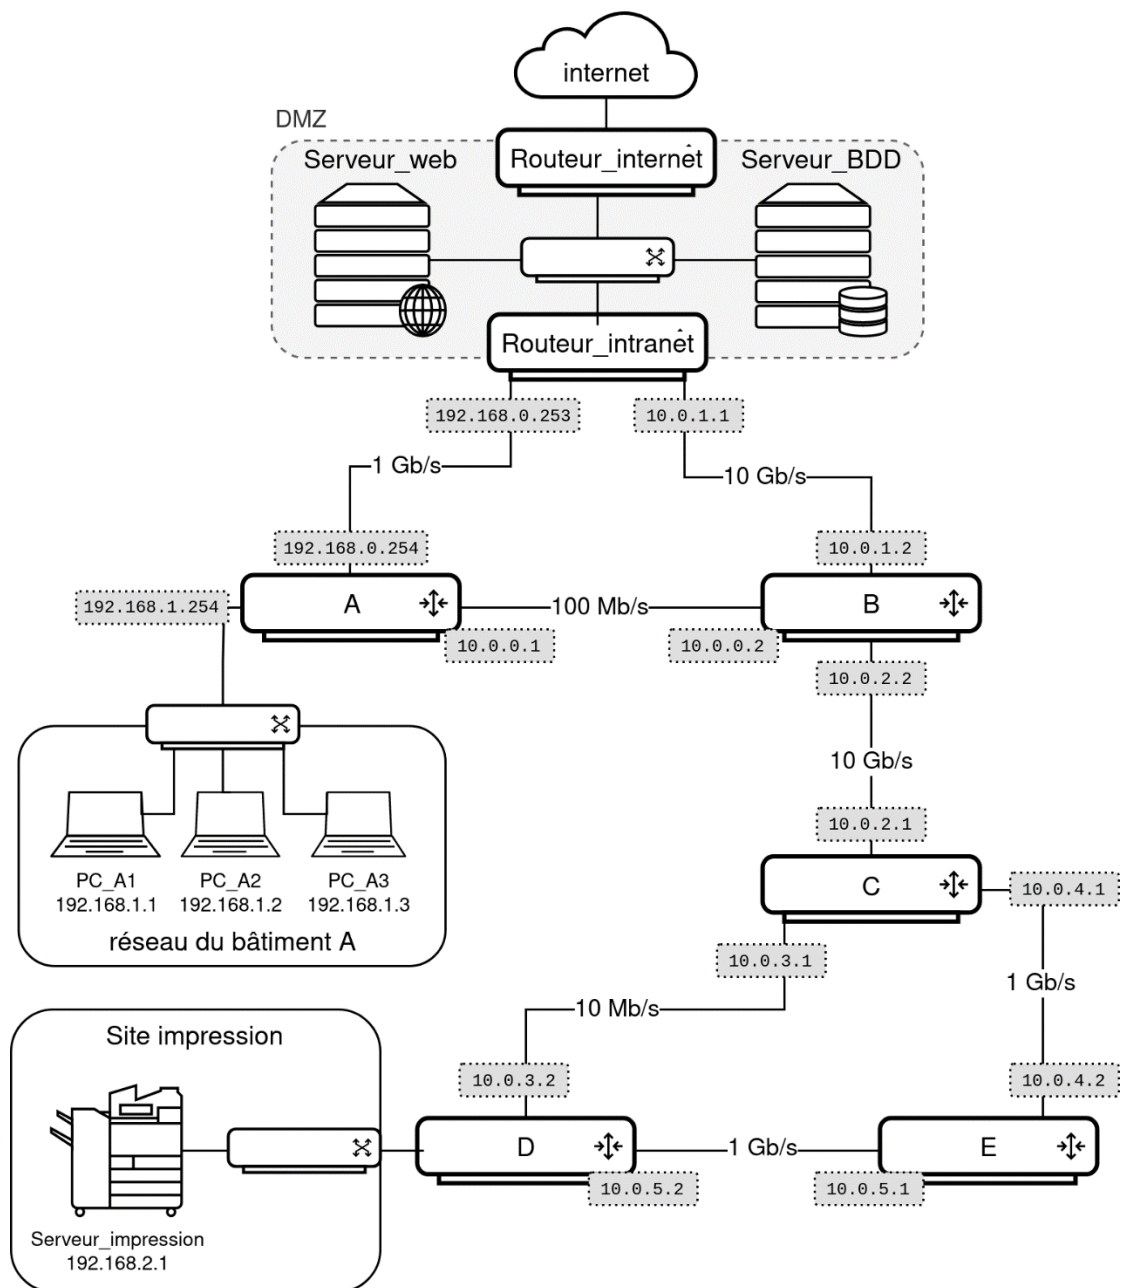 internet
DMZ
Serveur_web
Routeur_internet
Serveur_BDD
Routeur_intranet
192.168.0.253
10.0.1.1
1 Gb/s
10 Gb/s
192.168.0.254
10.0.1.2
192.168.1.254
A
100 Mb/s
B
10.0.0.1
10.0.0.2
10.0.2.2
10 Gb/s
10.0.2.1
C
10.0.4.1
PC_A1
192.168.1.1
PC_A2
192.168.1.2
PC_A3
192.168.1.3
réseau du bâtiment A
10.0.3.1
1 Gb/s
10 Mb/s
Site impression
10.0.3.2
10.0.4.2
D
1 Gb/s
E
10.0.5.2
10.0.5.1
Serveur_impression
192.168.2.1